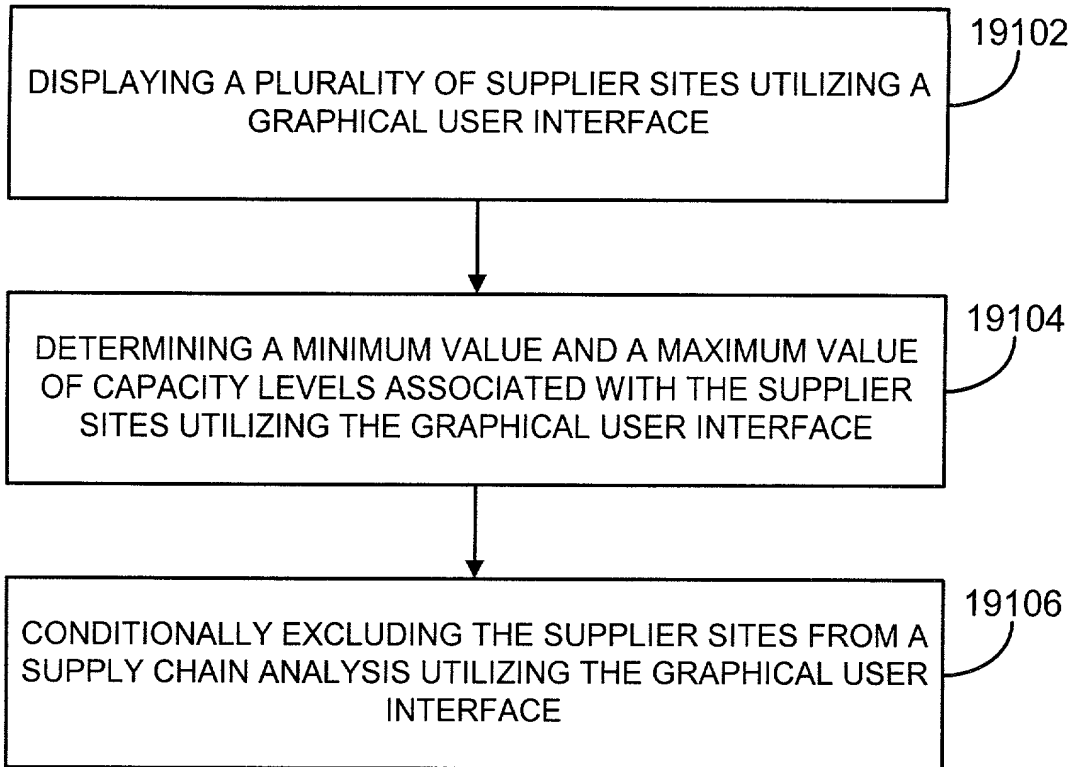 19102
DISPLAYING A PLURALITY OF SUPPLIER SITES UTILIZING A
GRAPHICAL USER INTERFACE
19104
DETERMINING A MINIMUM VALUE AND A MAXIMUM VALUE
OF CAPACITY LEVELS ASSOCIATED WITH THE SUPPLIER
SITES UTILIZING THE GRAPHICAL USER INTERFACE
19106
CONDITIONALLY EXCLUDING THE SUPPLIER SITES FROM A
SUPPLY CHAIN ANALYSIS UTILIZING THE GRAPHICAL USER
INTERFACE